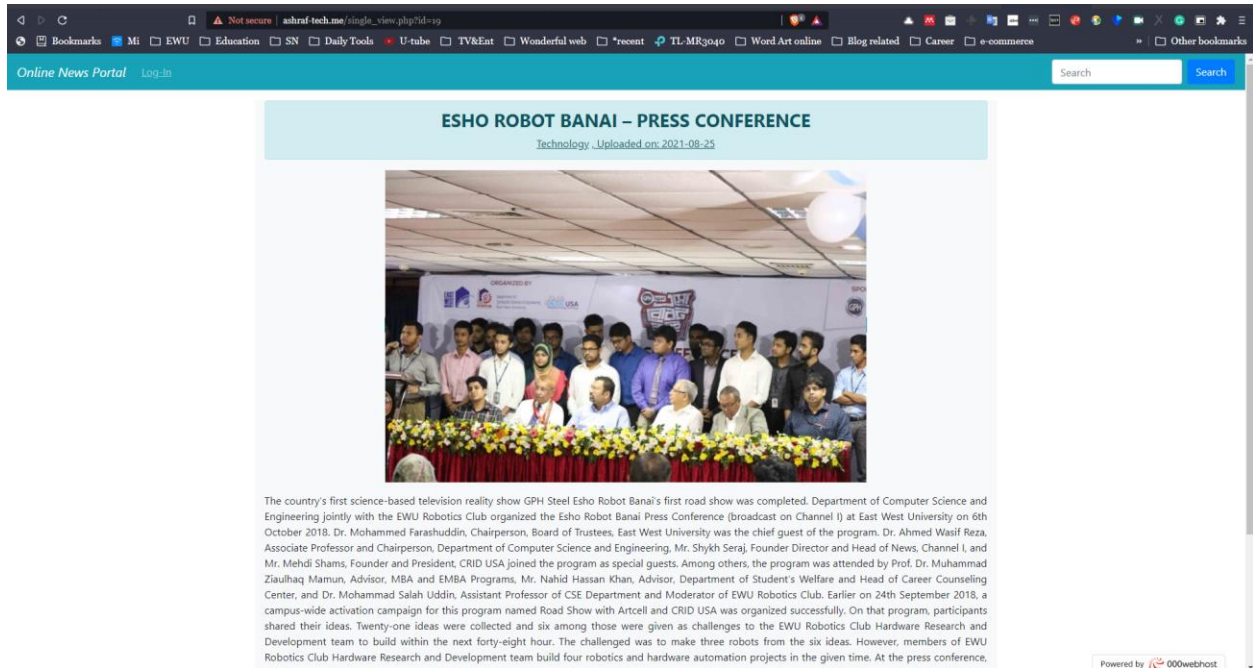 Not secure | ashraf-tech.me/single_view.php?id=19
Bookmarks Mi EWU Education SN Daily Tools U-tube TV&Ent Wonderful web *recent TL-MR3040 Word Art online Blog related Career e-commerce » Other bookmarks
Online News Portal Log-In Search Search
ESHO ROBOT BANAI – PRESS CONFERENCE
Technology , Uploaded on: 2021-08-25
ORGANIZED BY
USA
GPH
The country's first science-based television reality show GPH Steel Esho Robot Banai's first road show was completed. Department of Computer Science and
Engineering jointly with the EWU Robotics Club organized the Esho Robot Banai Press Conference (broadcast on Channel I) at East West University on 6th
October 2018. Dr. Mohammed Farashuddin, Chairperson, Board of Trustees, East West University was the chief guest of the program. Dr. Ahmed Wasif Reza,
Associate Professor and Chairperson, Department of Computer Science and Engineering, Mr. Shykh Seraj, Founder Director and Head of News, Channel I, and
Mr. Mehdi Shams, Founder and President, CRID USA joined the program as special guests. Among others, the program was attended by Prof. Dr. Muhammad
Ziaulhaq Mamun, Advisor, MBA and EMBA Programs, Mr. Nahid Hassan Khan, Advisor, Department of Student's Welfare and Head of Career Counseling
Center, and Dr. Mohammad Salah Uddin, Assistant Professor of CSE Department and Moderator of EWU Robotics Club. Earlier on 24th September 2018, a
campus-wide activation campaign for this program named Road Show with Artcell and CRID USA was organized successfully. On that program, participants
shared their ideas. Twenty-one ideas were collected and six among those were given as challenges to the EWU Robotics Club Hardware Research and
Development team to build within the next forty-eight hour. The challenged was to make three robots from the six ideas. However, members of EWU
Robotics Club Hardware Research and Development team build four robotics and hardware automation projects in the given time. At the press conference,
Powered by 000webhost